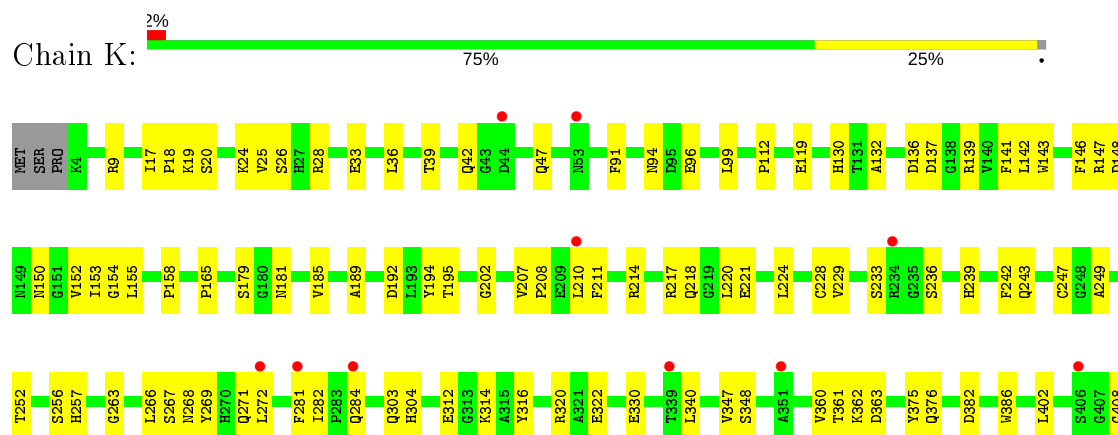 2%
Chain K:
75% 25% •
MET SER PRO K4 R9 I17 P18 K19 S20 K24 V25 S26 H27 R28 E33 L36 T39 Q42 G43 D44 Q47 N53 F91 N94 D95 E96 L99 P112 E119 H130 T131 A132 D136 D137 G138 R139 V140 F141 L142 W143 F146 R147 D148
N149 N150 G151 V152 I153 G154 L155 P158 P165 S179 G180 N181 V185 A189 D192 L193 Y194 T195 G202 V207 P208 E209 L210 F211 R214 R217 Q218 G219 L220 E221 L224 C228 V229 S233 R234 G235 S236 H239 F242 Q243 C247 G248 A249
T252 S256 H257 G263 L266 S267 N268 Y269 H270 Q271 L272 F281 I282 P283 Q284 Q303 H304 E312 G313 K314 A315 Y316 R320 A321 E322 E330 T339 L340 V347 S348 A351 V360 T361 K362 D363 Y375 Q376 D382 W386 L402 S406 G407